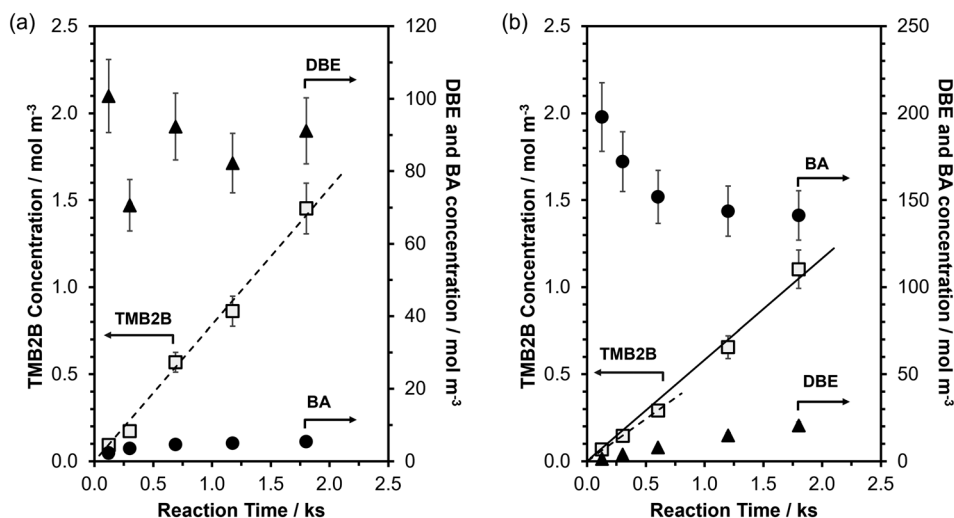 (a)
2.5
2.0
1.5
1.0
0.5
0.0
TMB2B Concentration / mol m-3
120
100
80
60
40
20
0
DBE and BA concentration / mol m-3
DBE
TMB2B
BA
0.0 0.5 1.0 1.5 2.0 2.5
Reaction Time / ks
(b)
2.5
2.0
1.5
1.0
0.5
0.0
TMB2B Concentration / mol m-3
250
200
150
100
50
0
DBE and BA concentration / mol m-3
BA
TMB2B
DBE
0.0 0.5 1.0 1.5 2.0 2.5
Reaction Time / ks